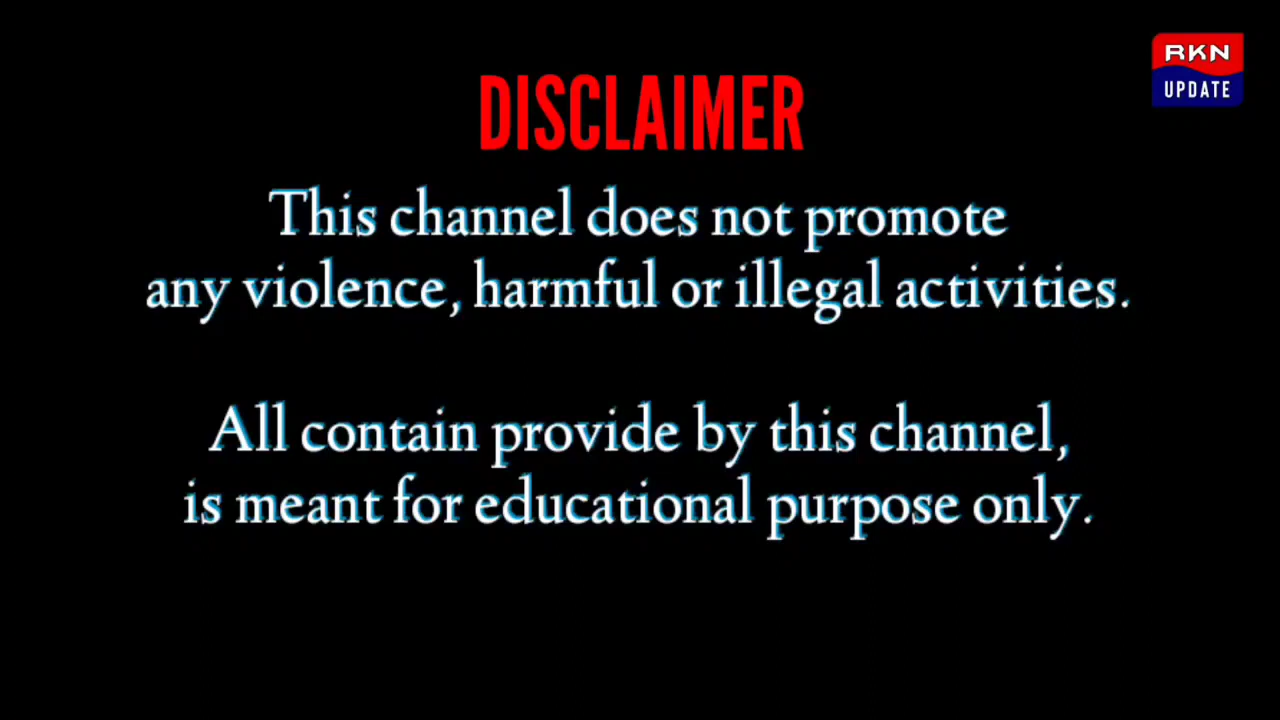 RKN
UPDATE
DISCLAIMER
This channel does not promote
any violence, harmful or illegal activities.
All contain provide by this channel,
is meant for educational purpose only.